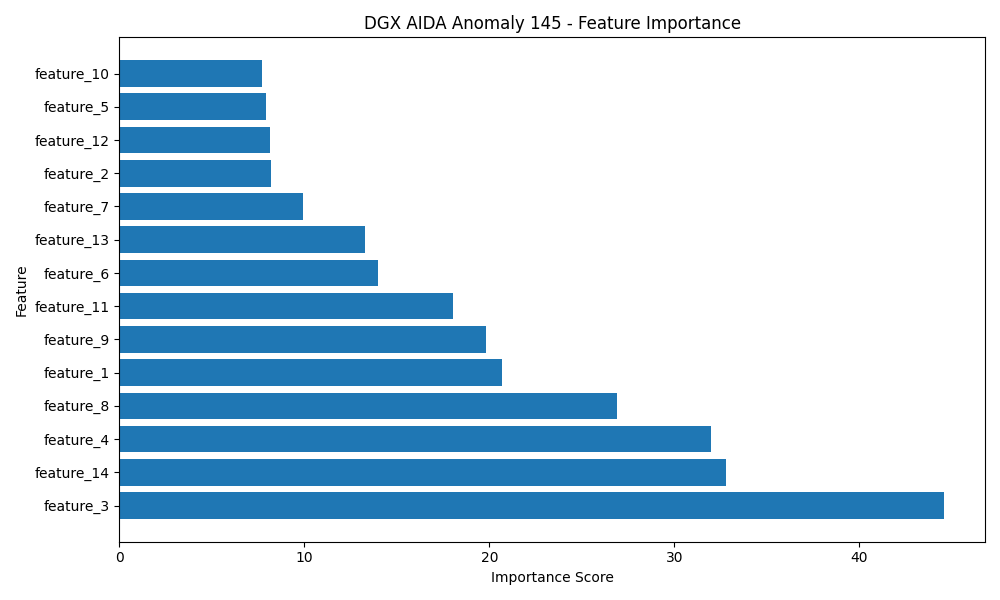 DGX AIDA Anomaly 145 - Feature Importance
feature_10
feature_5
feature_12
feature_2
feature_7
feature_13
feature_6
feature_11
feature_9
feature_1
feature_8
feature_4
feature_14
feature_3
Feature
0 10 20 30 40
Importance Score